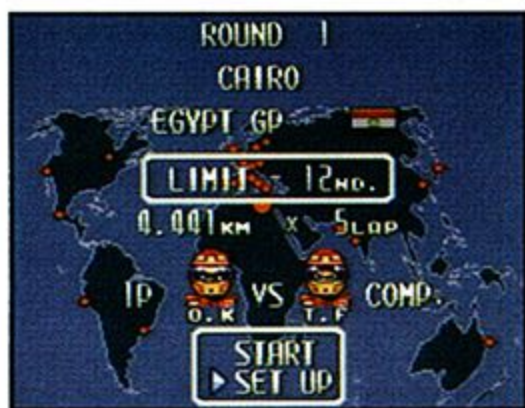 ROUND 1
CAIRO
EGYPT GP
LIMIT - 12ND.
4.441KM X 5LAP
1P O.K VS T.F COMP.
START
▶ SET UP